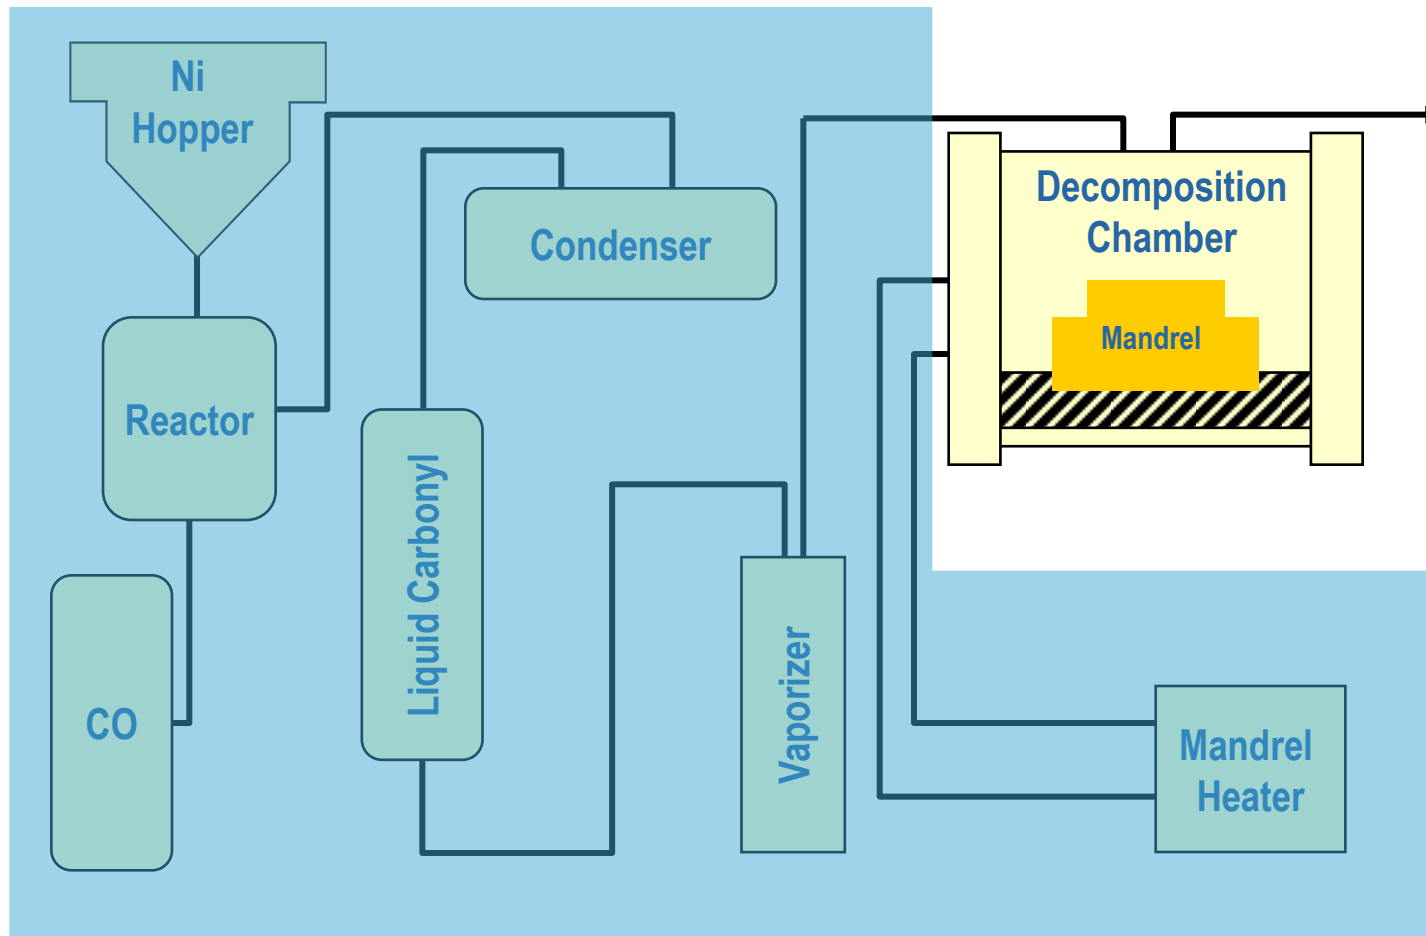 Ni
Hopper
Decomposition
Chamber
Condenser
Mandrel
Reactor
Liquid Carbonyl
Vaporizer
CO
Mandrel
Heater